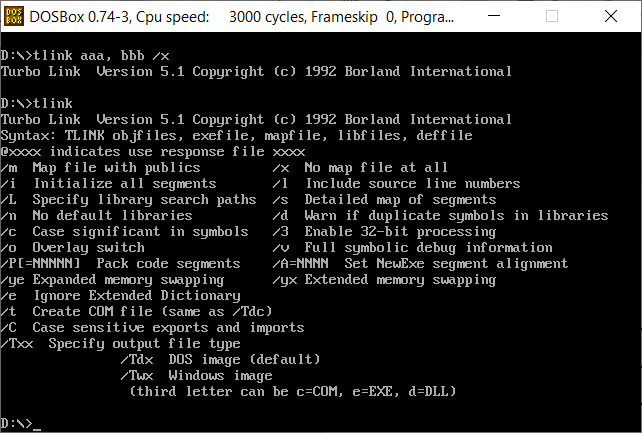 DOS BOX DOSBox 0.74-3, Cpu speed: 3000 cycles, Frameskip 0, Progra...
D:\>tlink aaa, bbb /x
Turbo Link Version 5.1 Copyright (c) 1992 Borland International
D:\>tlink
Turbo Link Version 5.1 Copyright (c) 1992 Borland International
Syntax: TLINK objfiles, exefile, mapfile, libfiles, deffile
@xxxx indicates use response file xxxx
/m Map file with publics /x No map file at all
/i Initialize all segments /l Include source line numbers
/L Specify library search paths /s Detailed map of segments
/n No default libraries /d Warn if duplicate symbols in libraries
/c Case significant in symbols /3 Enable 32-bit processing
/o Overlay switch /v Full symbolic debug information
/P[=NNNNN] Pack code segments /A=NNNN Set NewExe segment alignment
/ye Expanded memory swapping /yx Extended memory swapping
/e Ignore Extended Dictionary
/t Create COM file (same as /Tdc)
/C Case sensitive exports and imports
/Txx Specify output file type
/Tdx DOS image (default)
/Twx Windows image
(third letter can be c=COM, e=EXE, d=DLL)
D:\>_